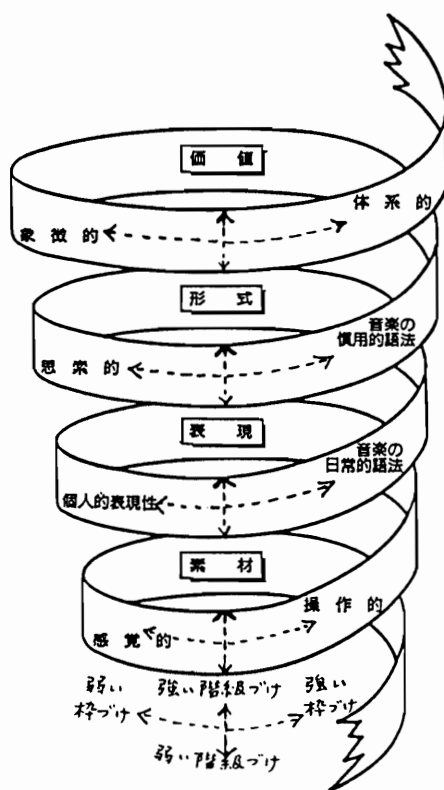 価値
体系的
象徴的
形式
音楽の
慣用的語法
思索的
表現
音楽の
日常的語法
個人的表現性
素材
操作的
感覚的
弱い
枠づけ
強い階級づけ
強い
枠づけ
弱い階級づけ